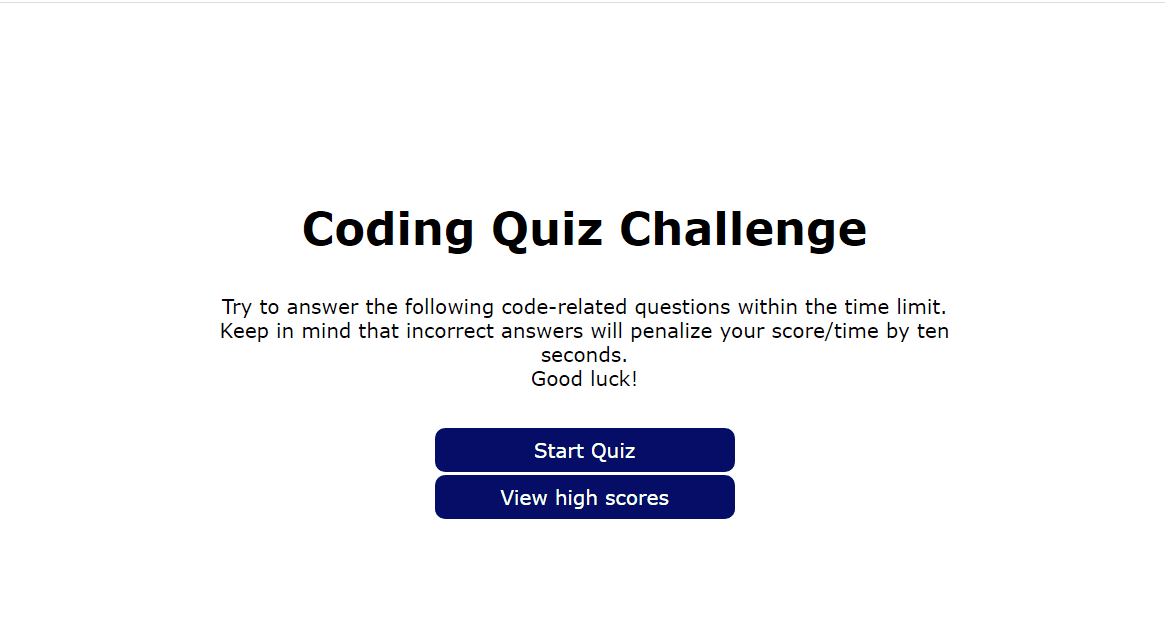 Coding Quiz Challenge
Try to answer the following code-related questions within the time limit.
Keep in mind that incorrect answers will penalize your score/time by ten
seconds.
Good luck!
Start Quiz
View high scores